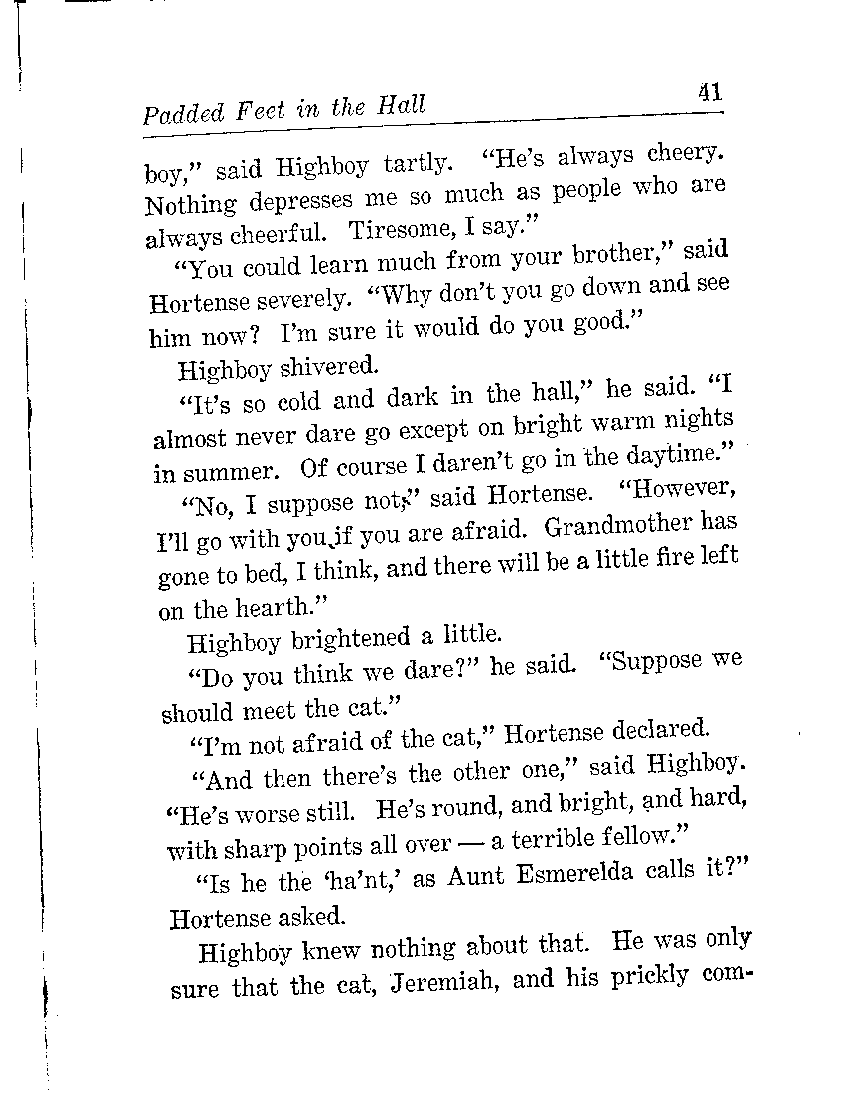 Padded Feet in the Hall 41
boy,” said Highboy tartly. “He’s always cheery.
Nothing depresses me so much as people who are
always cheerful. Tiresome, I say.”
“You could learn much from your brother,” said
Hortense severely. “Why don’t you go down and see
him now? I’m sure it would do you good.”
Highboy shivered.
“It’s so cold and dark in the hall,” he said. “I
almost never dare go except on bright warm nights
in summer. Of course I daren’t go in the daytime.”
“No, I suppose not,” said Hortense. “However,
I’ll go with you if you are afraid. Grandmother has
gone to bed, I think, and there will be a little fire left
on the hearth.”
Highboy brightened a little.
“Do you think we dare?” he said. “Suppose we
should meet the cat.”
“I’m not afraid of the cat,” Hortense declared.
“And then there’s the other one,” said Highboy.
“He’s worse still. He’s round, and bright, and hard,
with sharp points all over — a terrible fellow.”
“Is he the ‘ha’nt,’ as Aunt Esmerelda calls it?”
Hortense asked.
Highboy knew nothing about that. He was only
sure that the cat, Jeremiah, and his prickly com-